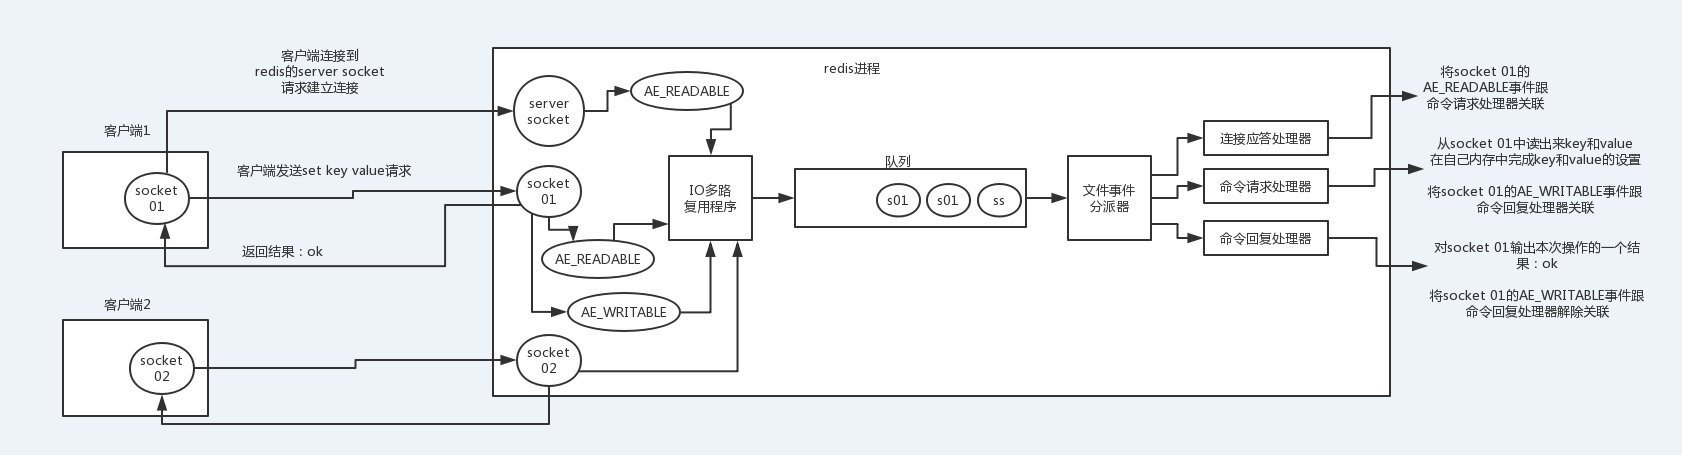 客户端连接到
redis的server socket
请求建立连接
客户端1
socket
01
客户端发送set key value请求
返回结果：ok
客户端2
socket
02
redis进程
server
socket
AE_READABLE
socket
01
AE_READABLE
AE_WRITABLE
socket
02
IO多路
复用程序
队列
s01
s01
ss
文件事件
分派器
连接应答处理器
命令请求处理器
命令回复处理器
将socket 01的
AE_READABLE事件跟
命令请求处理器关联
从socket 01中读出来key和value
在自己内存中完成key和value的设置
将socket 01的AE_WRITABLE事件跟
命令回复处理器关联
对socket 01输出本次操作的一个结
果：ok
将socket 01的AE_WRITABLE事件跟
命令回复处理器解除关联